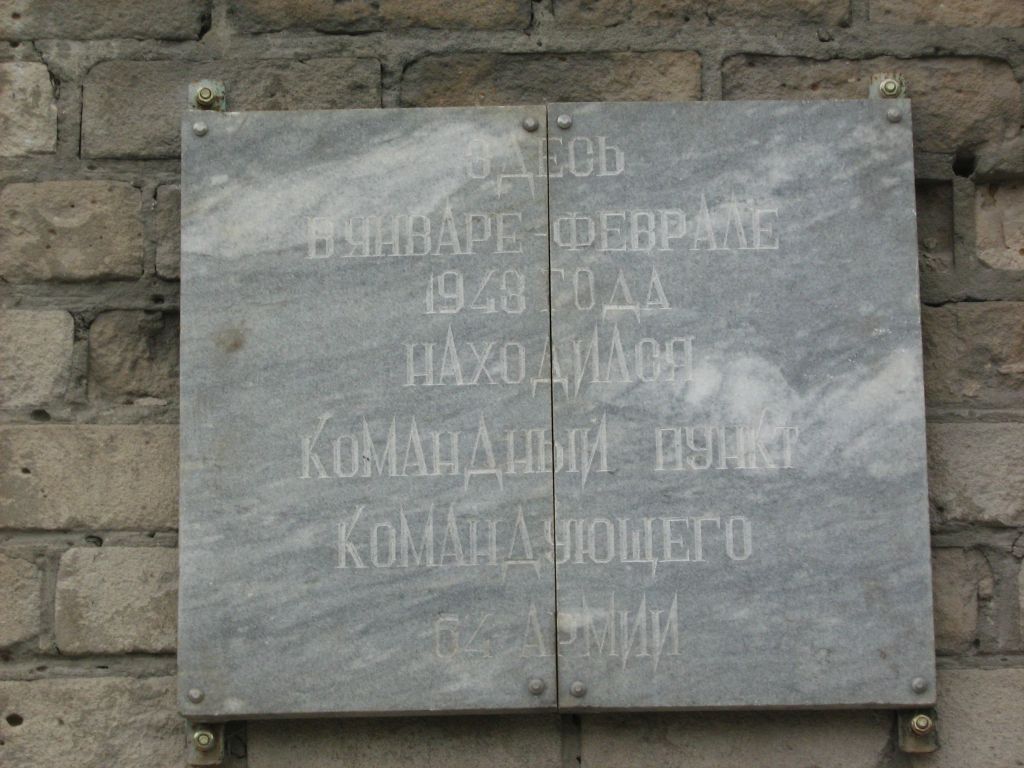 ЗДЕСЬ
В ЯНВАРЕ-ФЕВРАЛЕ
1943 ГОДА
НАХОДИЛСЯ
КОМАНДНЫЙ ПУНКТ
КОМАНДУЮЩЕГО
64 АРМИИ